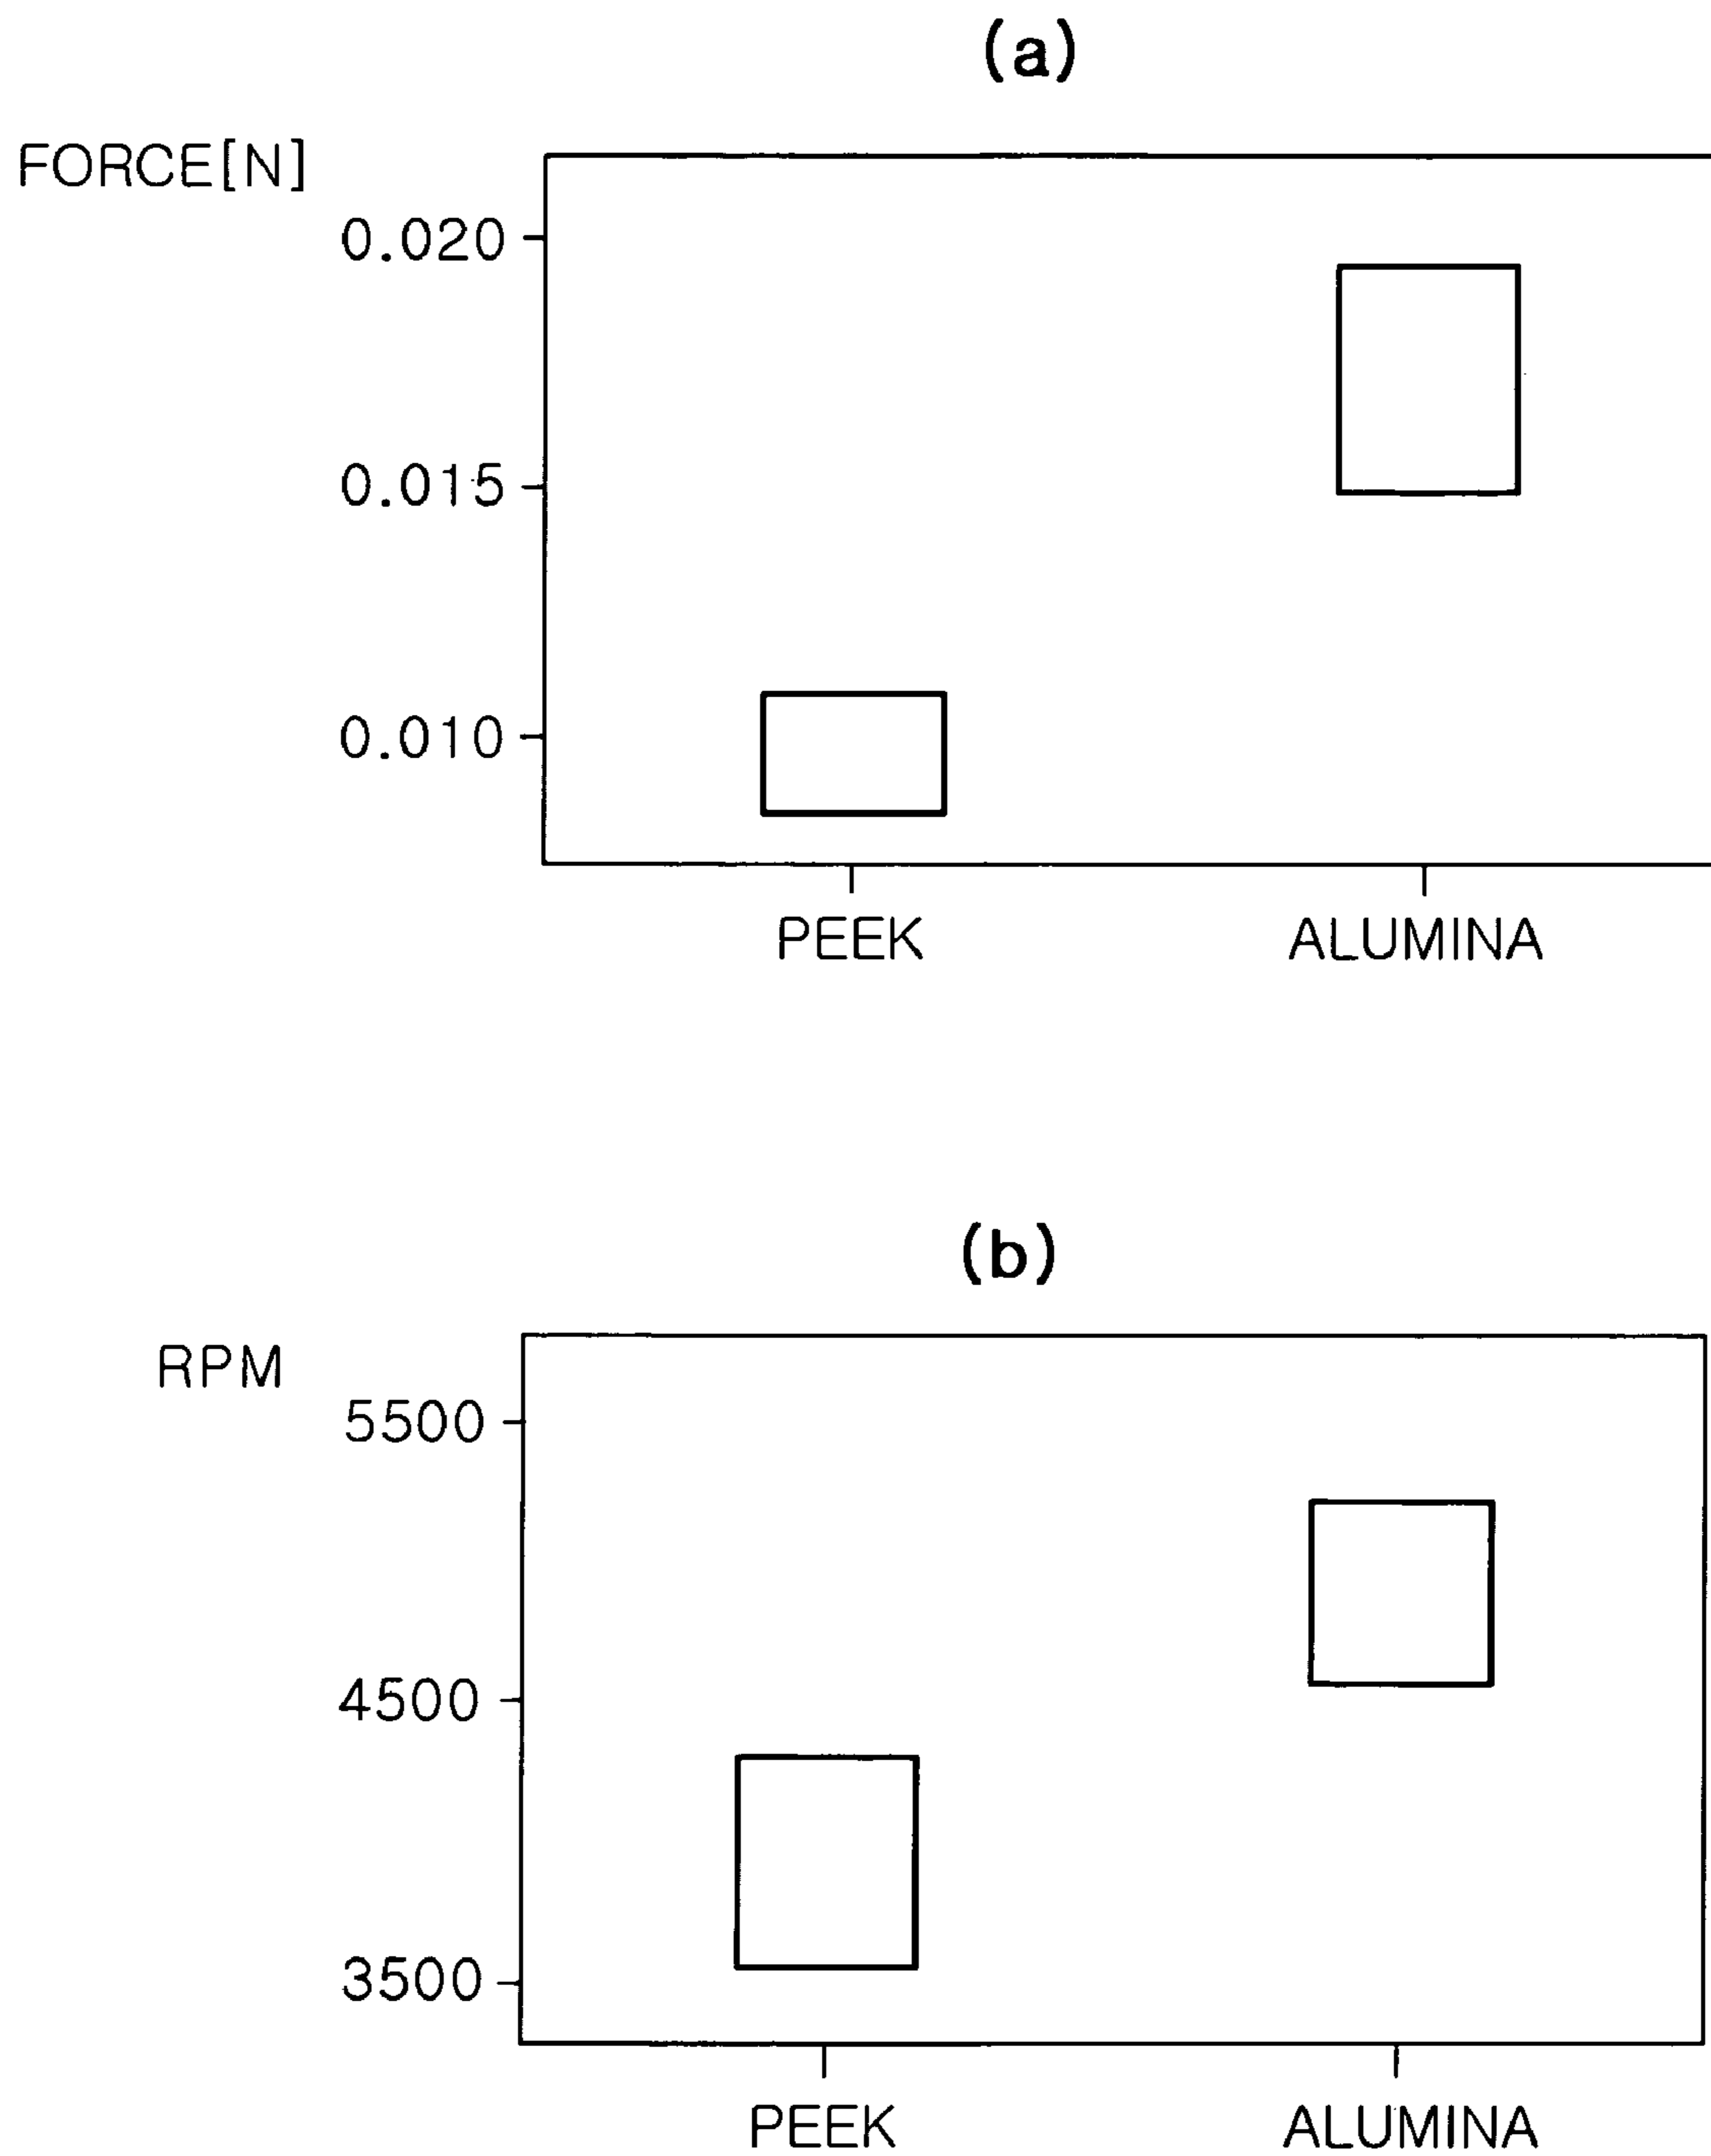 (a)
FORCE[N]
0.020
0.015
0.010
PEEK ALUMINA
(b)
RPM
5500
4500
3500
PEEK ALUMINA